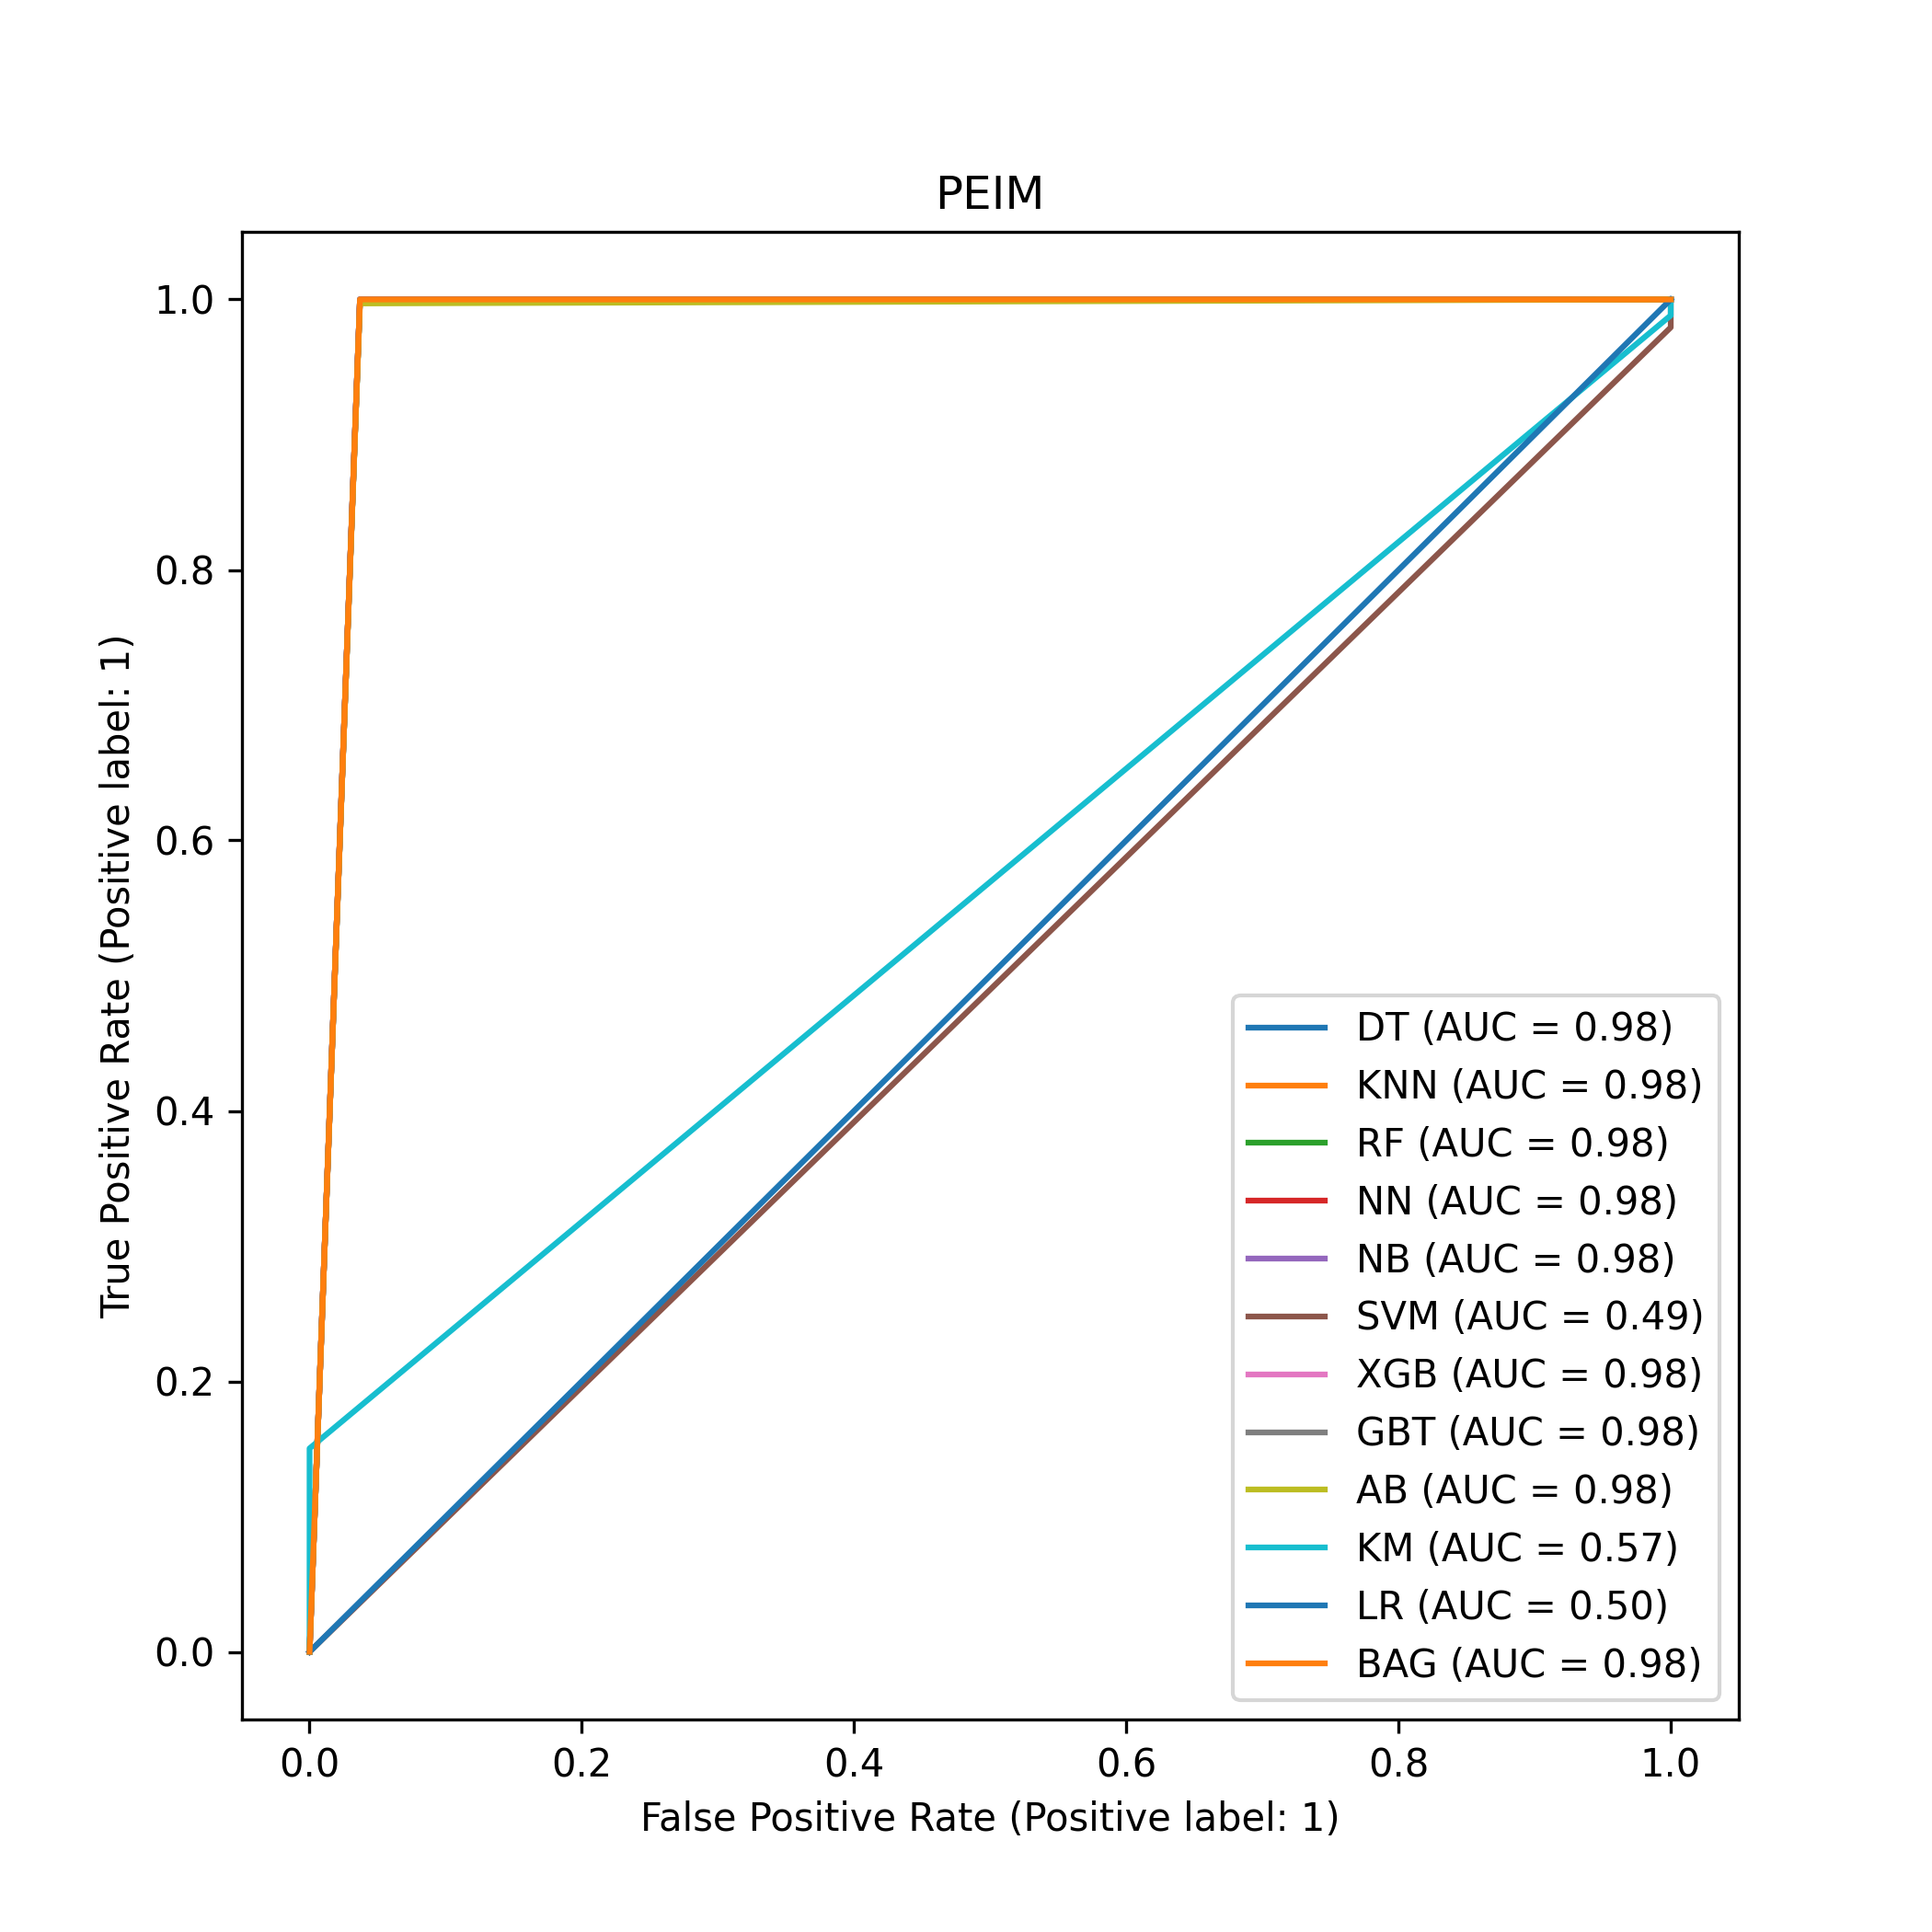 PEIM
1.0
0.8
0.6
0.4
0.2
0.0
True Positive Rate (Positive label: 1)
DT (AUC = 0.98)
KNN (AUC = 0.98)
RF (AUC = 0.98)
NN (AUC = 0.98)
NB (AUC = 0.98)
SVM (AUC = 0.49)
XGB (AUC = 0.98)
GBT (AUC = 0.98)
AB (AUC = 0.98)
KM (AUC = 0.57)
LR (AUC = 0.50)
BAG (AUC = 0.98)
0.0 0.2 0.4 0.6 0.8 1.0
False Positive Rate (Positive label: 1)